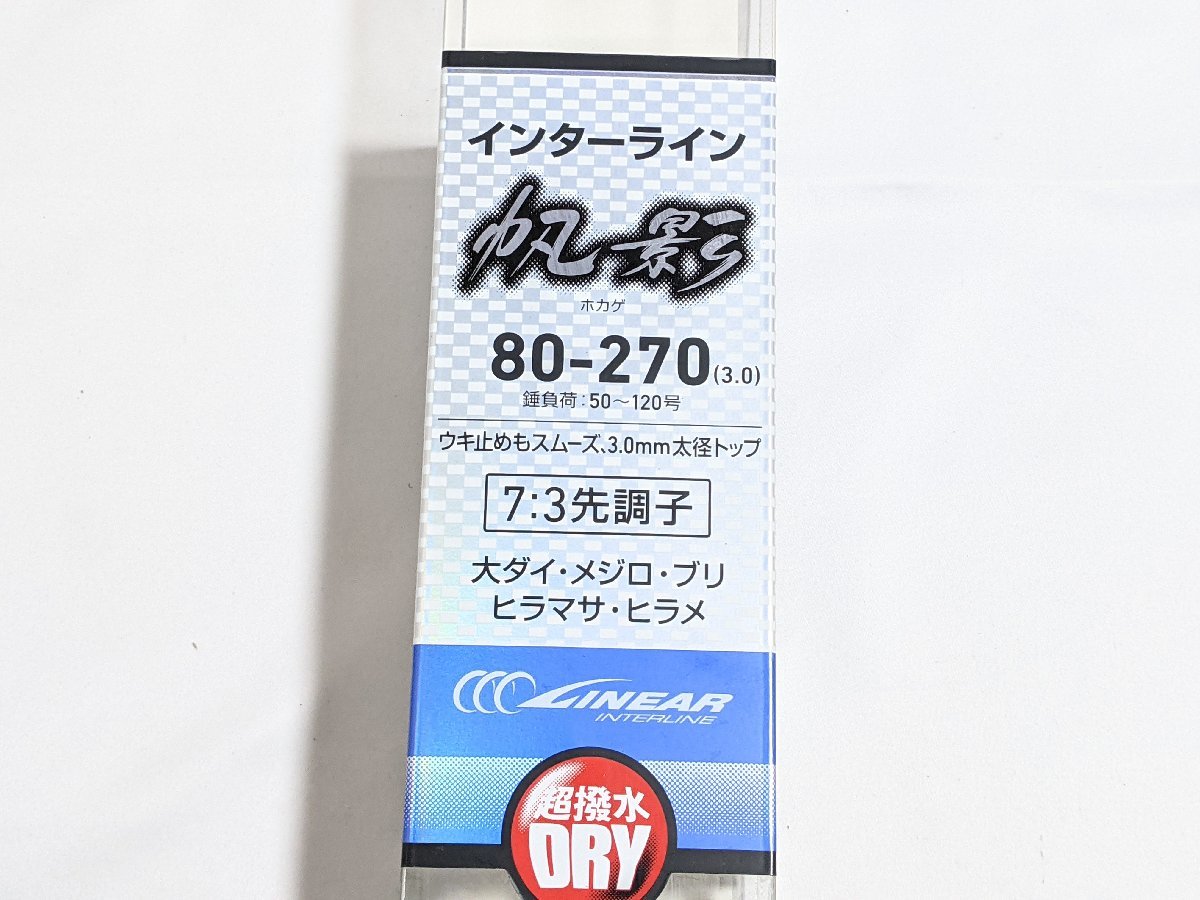 インターライン
帆影
ホカゲ
80-270(3.0)
錘負荷:50～120号
ウキ止めもスムーズ、3.0mm太径トップ
7:3先調子
大ダイ・メジロ・ブリ
ヒラマサ・ヒラメ
LINEAR
INTERLINE
超撥水
DRY